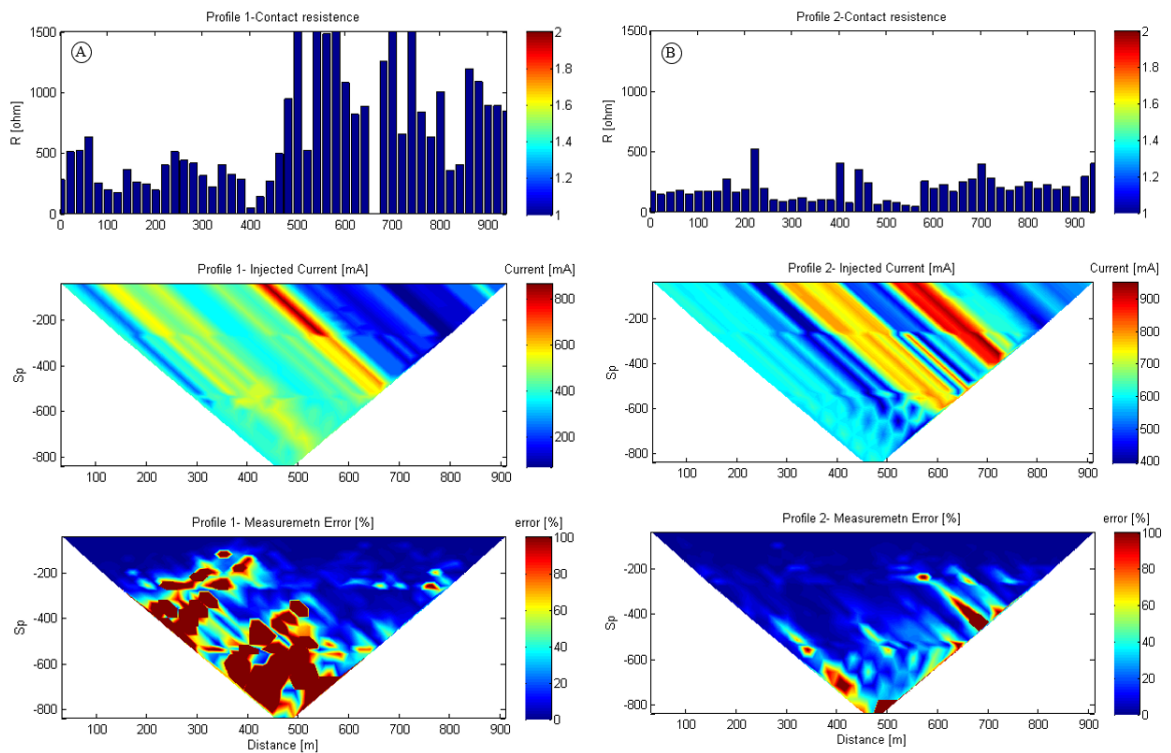 Profile 1-Contact resistence
A
R [ohm]
1500
1000
500
0
0 100 200 300 400 500 600 700 800 900
2
1.8
1.6
1.4
1.2
1
Profile 2-Contact resistence
B
R [ohm]
1500
1000
500
0
0 100 200 300 400 500 600 700 800 900
2
1.8
1.6
1.4
1.2
1
Profile 1- Injected Current [mA]
Current [mA]
Sp
-200
-400
-600
-800
100 200 300 400 500 600 700 800 900
800
600
400
200
Profile 2- Injected Current [mA]
Current [mA]
Sp
-200
-400
-600
-800
100 200 300 400 500 600 700 800 900
900
800
700
600
500
400
Profile 1- Measuremetn Error [%]
error [%]
Sp
-200
-400
-600
-800
100 200 300 400 500 600 700 800 900
Distance [m]
100
80
60
40
20
0
Profile 2- Measuremetn Error [%]
error [%]
Sp
-200
-400
-600
-800
100 200 300 400 500 600 700 800 900
Distance [m]
100
80
60
40
20
0